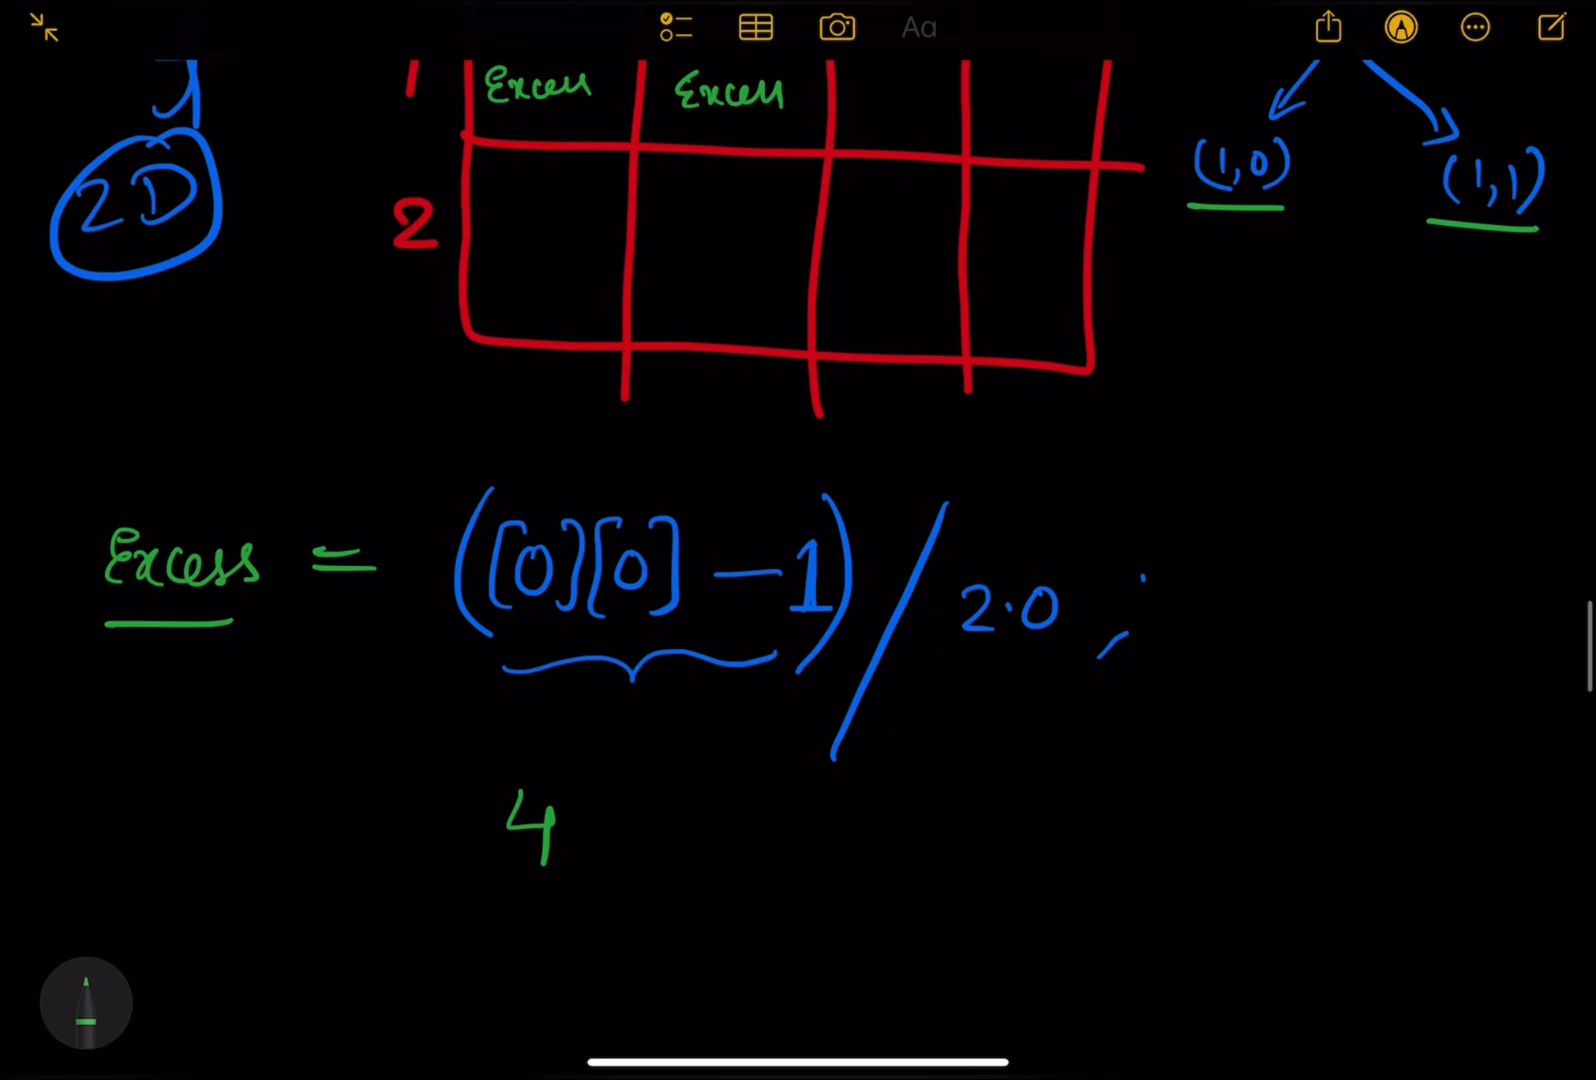 Aa
1 Excess Excess
(1,0) (1,1)
2D
2
Excess = ([0][0] - 1) / 2.0 ;
4